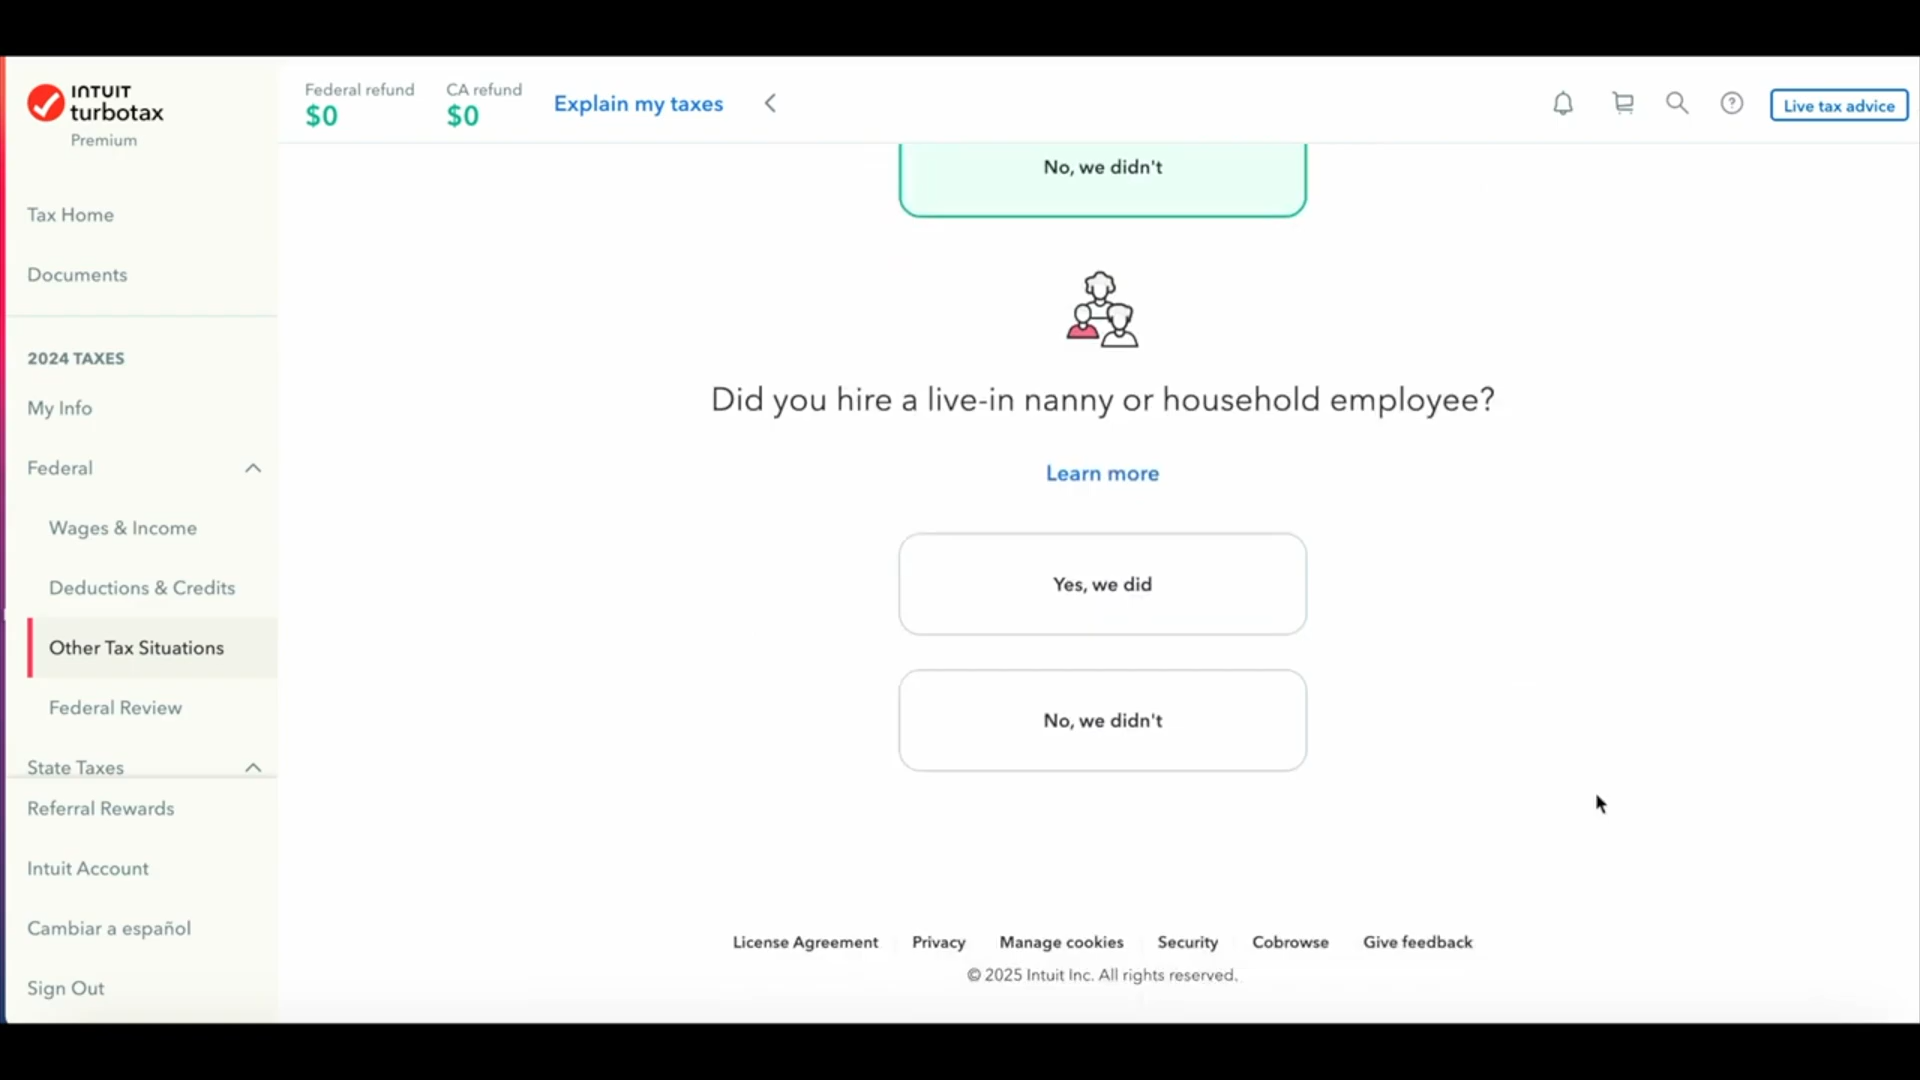 INTUIT
turbotax
Premium
Federal refund
$0
CA refund
$0
Explain my taxes
Live tax advice
Tax Home
Documents
2024 TAXES
My Info
Federal
Wages & Income
Deductions & Credits
Other Tax Situations
Federal Review
State Taxes
Referral Rewards
Intuit Account
Cambiar a español
Sign Out
No, we didn't
Did you hire a live-in nanny or household employee?
Learn more
Yes, we did
No, we didn't
License Agreement Privacy Manage cookies Security Cobrowse Give feedback
© 2025 Intuit Inc. All rights reserved.